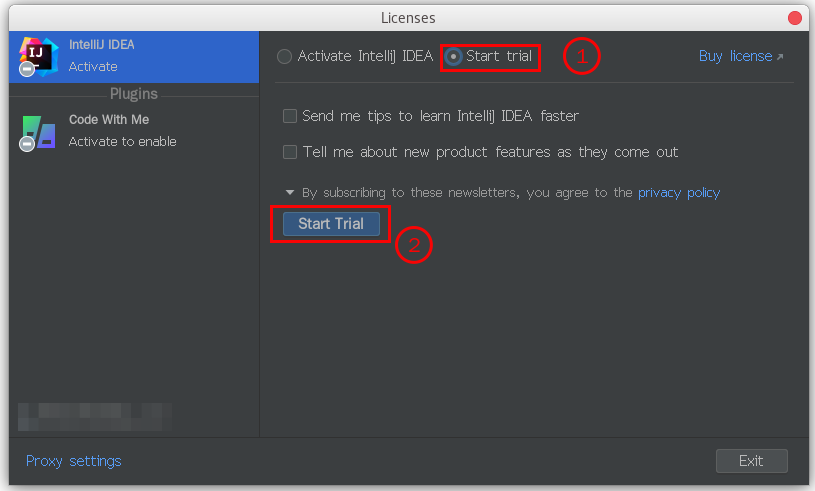 Licenses
IntelliJ IDEA
Activate
Plugins
Code With Me
Activate to enable
Activate IntelliJ IDEA Start trial 1 Buy license
Send me tips to learn IntelliJ IDEA faster
Tell me about new product features as they come out
By subscribing to these newsletters, you agree to the privacy policy
Start Trial
2
Proxy settings
Exit